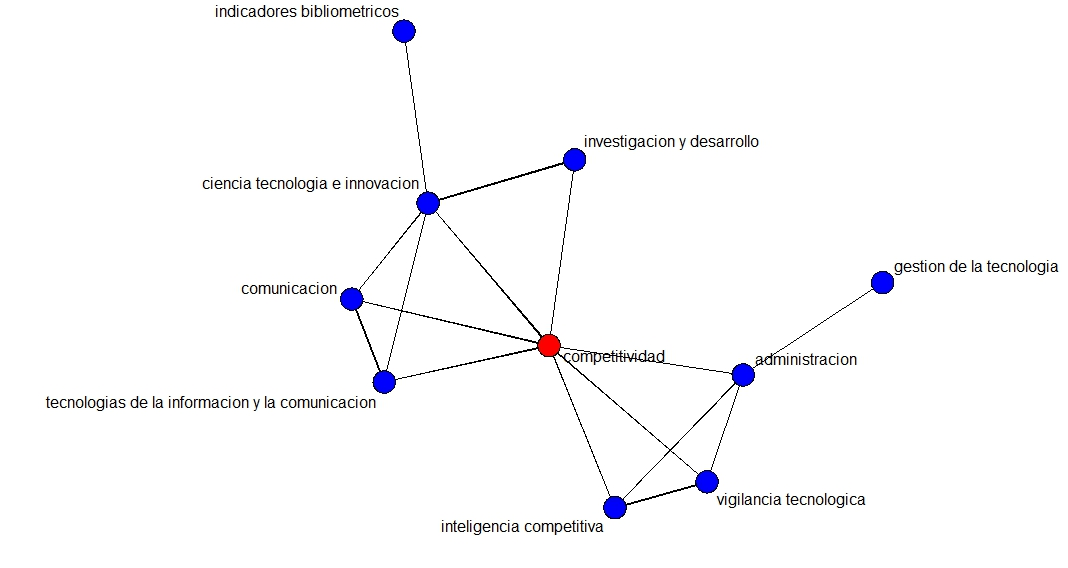 indicadores bibliometricos
investigacion y desarrollo
ciencia tecnologia e innovacion
gestion de la tecnologia
comunicacion
competitividad
administracion
tecnologias de la informacion y la comunicacion
vigilancia tecnologica
inteligencia competitiva